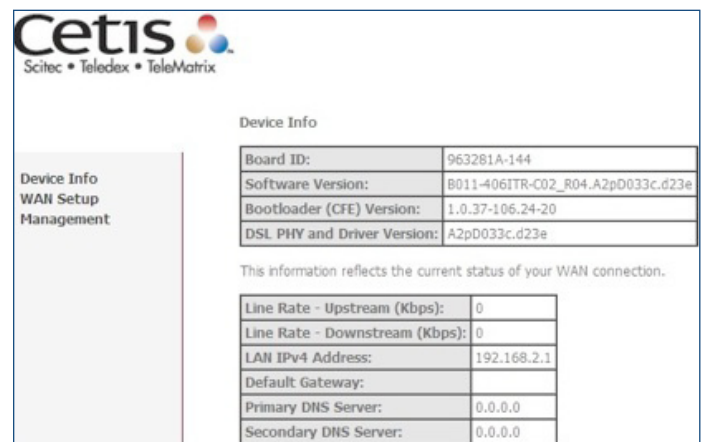 Cetis™
Scitec • Teledex • TeleMatrix
Device Info
WAN Setup
Management
Device Info
Board ID: 963281A-144
Software Version: B011-406ITR-C02_R04.A2pD033c.d23e
Bootloader (CFE) Version: 1.0.37-106.24-20
DSL PHY and Driver Version: A2pD033c.d23e
This information reflects the current status of your WAN connection.
Line Rate - Upstream (Kbps): 0
Line Rate - Downstream (Kbps): 0
LAN IPv4 Address: 192.168.2.1
Default Gateway:
Primary DNS Server: 0.0.0.0
Secondary DNS Server: 0.0.0.0